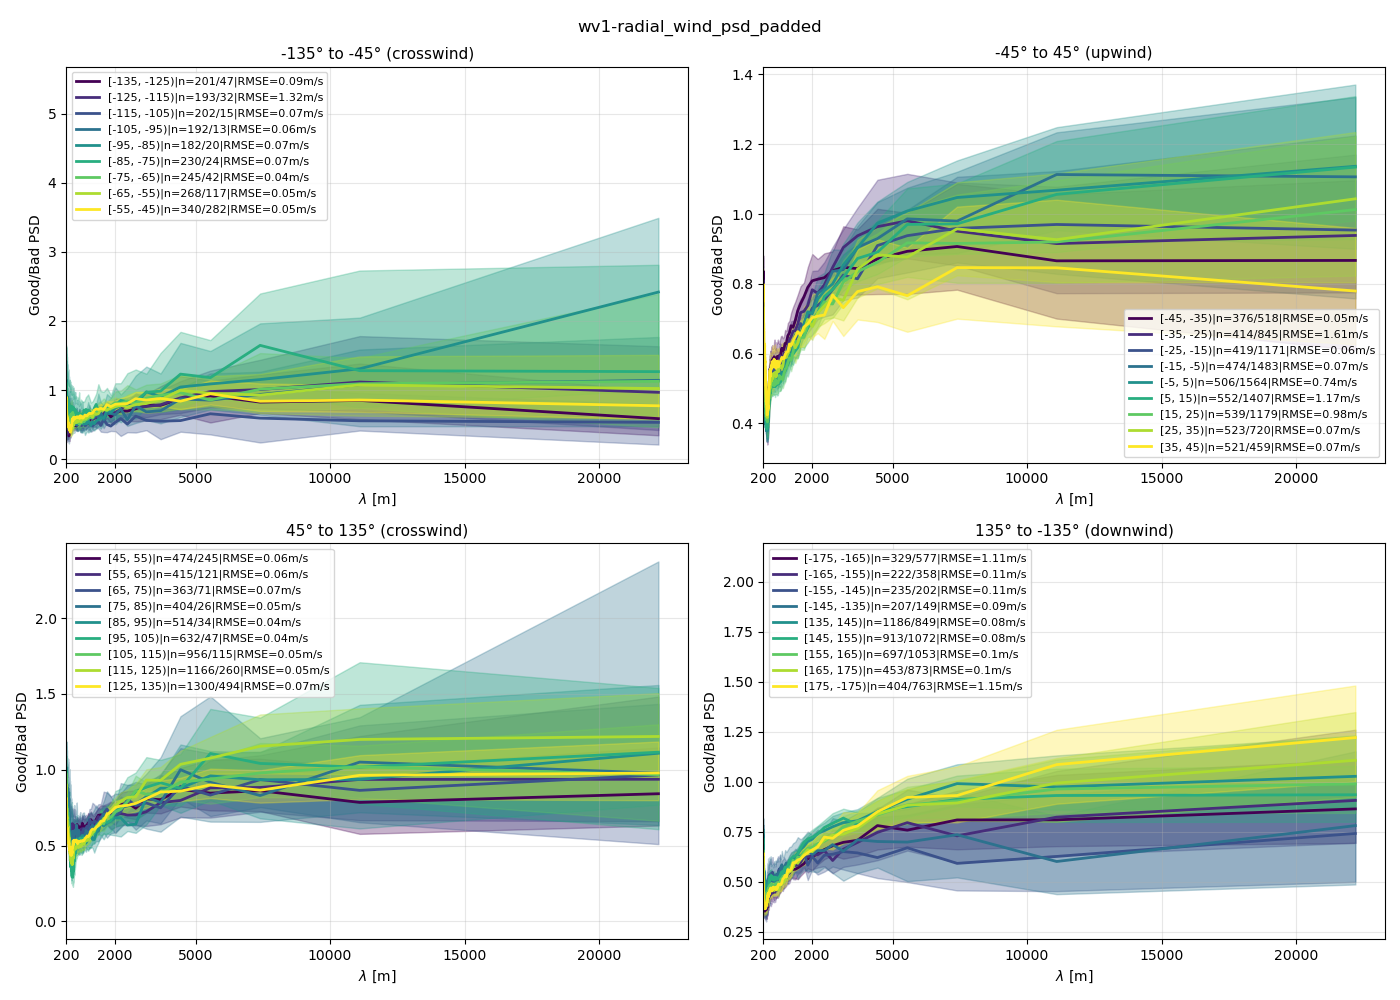 wv1-radial_wind_psd_padded
-135° to -45° (crosswind)
5
4
3
2
1
0
Good/Bad PSD
[-135, -125)|n=201/47|RMSE=0.09m/s
[-125, -115)|n=193/32|RMSE=1.32m/s
[-115, -105)|n=202/15|RMSE=0.07m/s
[-105, -95)|n=192/13|RMSE=0.06m/s
[-95, -85)|n=182/20|RMSE=0.07m/s
[-85, -75)|n=230/24|RMSE=0.07m/s
[-75, -65)|n=245/42|RMSE=0.04m/s
[-65, -55)|n=268/117|RMSE=0.05m/s
[-55, -45)|n=340/282|RMSE=0.05m/s
200 2000 5000 10000 15000 20000
λ [m]
-45° to 45° (upwind)
1.4
1.2
1.0
0.8
0.6
0.4
Good/Bad PSD
[-45, -35)|n=376/518|RMSE=0.05m/s
[-35, -25)|n=414/845|RMSE=1.61m/s
[-25, -15)|n=419/1171|RMSE=0.06m/s
[-15, -5)|n=474/1483|RMSE=0.07m/s
[-5, 5)|n=506/1564|RMSE=0.74m/s
[5, 15)|n=552/1407|RMSE=1.17m/s
[15, 25)|n=539/1179|RMSE=0.98m/s
[25, 35)|n=523/720|RMSE=0.07m/s
[35, 45)|n=521/459|RMSE=0.07m/s
200 2000 5000 10000 15000 20000
λ [m]
45° to 135° (crosswind)
2.0
1.5
1.0
0.5
0.0
Good/Bad PSD
[45, 55)|n=474/245|RMSE=0.06m/s
[55, 65)|n=415/121|RMSE=0.06m/s
[65, 75)|n=363/71|RMSE=0.07m/s
[75, 85)|n=404/26|RMSE=0.05m/s
[85, 95)|n=514/34|RMSE=0.04m/s
[95, 105)|n=632/47|RMSE=0.04m/s
[105, 115)|n=956/115|RMSE=0.05m/s
[115, 125)|n=1166/260|RMSE=0.05m/s
[125, 135)|n=1300/494|RMSE=0.07m/s
200 2000 5000 10000 15000 20000
λ [m]
135° to -135° (downwind)
2.00
1.75
1.50
1.25
1.00
0.75
0.50
0.25
Good/Bad PSD
[-175, -165)|n=329/577|RMSE=1.11m/s
[-165, -155)|n=222/358|RMSE=0.11m/s
[-155, -145)|n=235/202|RMSE=0.11m/s
[-145, -135)|n=207/149|RMSE=0.09m/s
[135, 145)|n=1186/849|RMSE=0.08m/s
[145, 155)|n=913/1072|RMSE=0.08m/s
[155, 165)|n=697/1053|RMSE=0.1m/s
[165, 175)|n=453/873|RMSE=0.1m/s
[175, -175)|n=404/763|RMSE=1.15m/s
200 2000 5000 10000 15000 20000
λ [m]